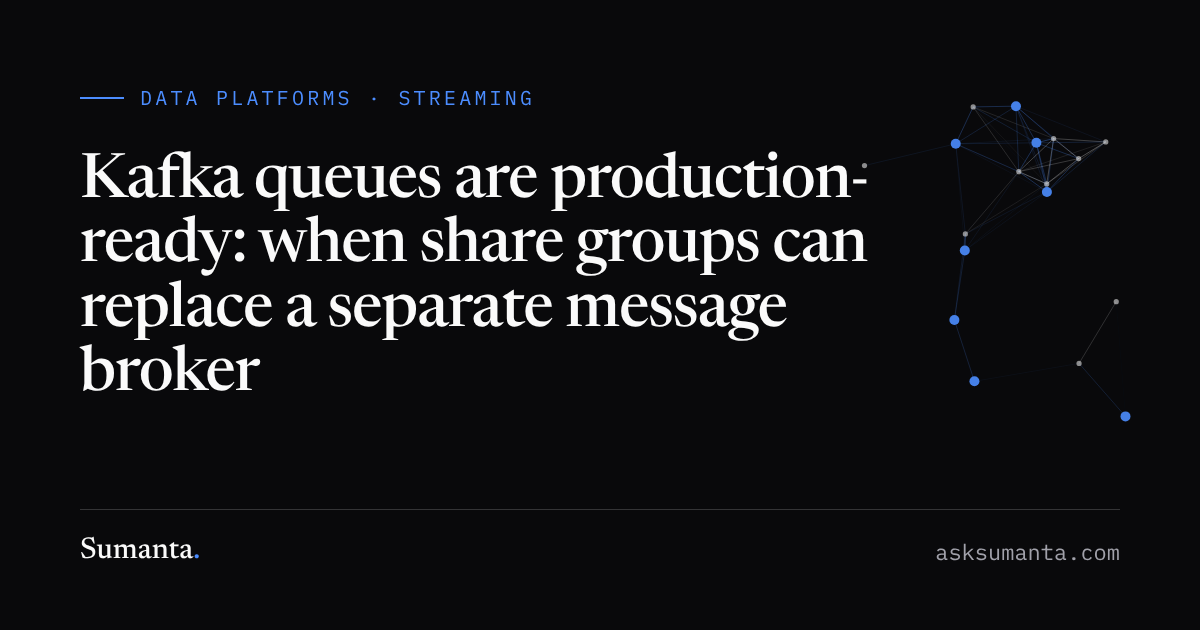 DATA PLATFORMS · STREAMING
Kafka queues are production-
ready: when share groups can
replace a separate message
broker
Sumanta.
asksumanta.com